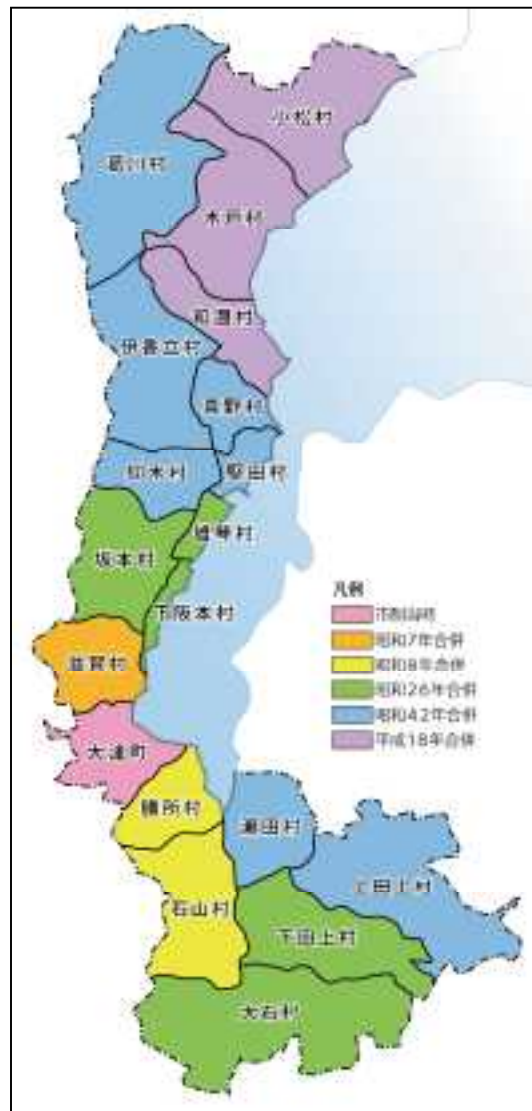 小松村
葛川村
木戸村
和邇村
伊香立村
真野村
仰木村
堅田村
雄琴村
坂本村
下阪本村
滋賀村
大津町
膳所村
瀬田村
上田上村
石山村
下田上村
大石村
凡例
市制当時
昭和7年合併
昭和8年合併
昭和26年合併
昭和42年合併
平成18年合併